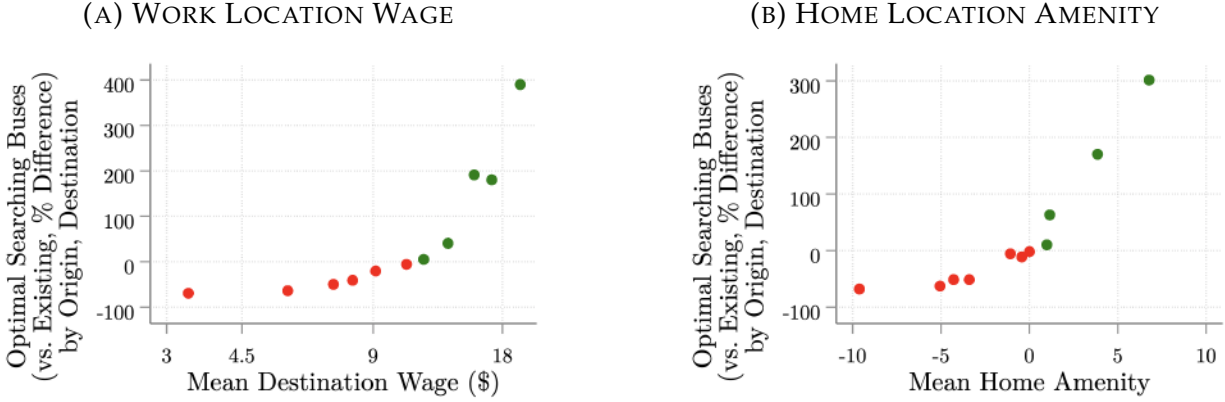 (A) WORK LOCATION WAGE
Optimal Searching Buses
(vs. Existing, % Difference)
by Origin, Destination
400
300
200
100
0
-100
3
4.5
9
18
Mean Destination Wage ($)
(B) HOME LOCATION AMENITY
Optimal Searching Buses
(vs. Existing, % Difference)
by Origin, Destination
300
200
100
0
-100
-10
-5
0
5
10
Mean Home Amenity